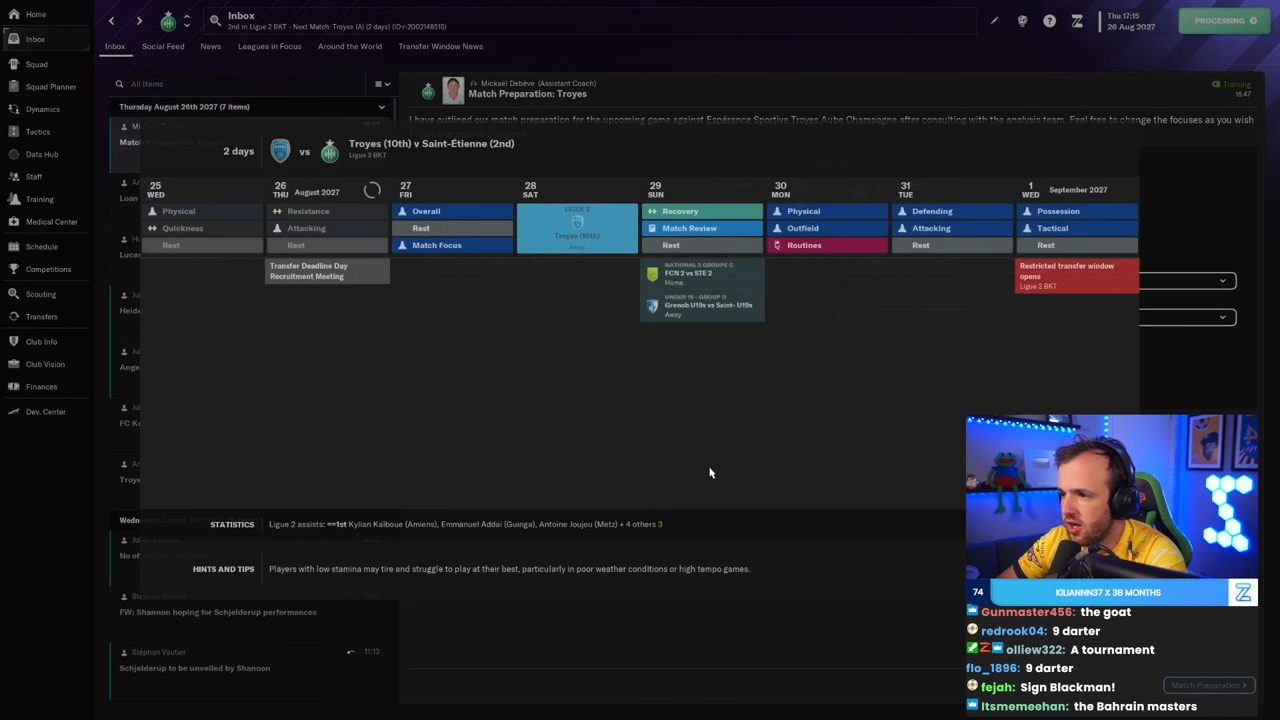 Home
Inbox
Squad
Squad Planner
Dynamics
Tactics
Data Hub
Staff
Training
Medical Center
Schedule
Competitions
Scouting
Transfers
Club Info
Club Vision
Finances
Dev. Center
Inbox
2nd in Ligue 2 BKT - Next Match: Troyes (A) (2 days) (ID:r-2002148515)
Thu 17:15
26 Aug 2027
PROCESSING
Inbox
Social Feed
News
Leagues in Focus
Around the World
Transfer Window News
All Items
Thursday August 26th 2027 (7 items)
Mickaël Debève (Assistant Coach)
Match Preparation: Troyes
Training
16:47
I have outlined our match preparation for the upcoming game against Espérance Sportive Troyes Aube Champagne after consulting with the analysis team. Feel free to change the focuses as you wish
2 days
vs
Troyes (10th) v Saint-Étienne (2nd)
Ligue 2 BKT
25 WED
26 THU
August 2027
27 FRI
28 SAT
29 SUN
30 MON
31 TUE
1 WED
September 2027
Physical
Resistance
Overall
LIGUE 2
Recovery
Physical
Defending
Possession
Quickness
Attacking
Rest
Troyes (10th)
Match Review
Outfield
Attacking
Tactical
Rest
Rest
Match Focus
Away
Rest
Routines
Rest
Rest
Transfer Deadline Day
Recruitment Meeting
NATIONAL 3 GROUPE C
FCN 2 vs STE 2
Home
UNDER 19 - GROUP D
Grenob U19s vs Saint- U19s
Away
Restricted transfer window
opens
Ligue 2 BKT
STATISTICS
Ligue 2 assists: ==1st Kylian Kaïboue (Amiens), Emmanuel Addai (Guinga), Antoine Joujou (Metz) + 4 others 3
HINTS AND TIPS
Players with low stamina may tire and struggle to play at their best, particularly in poor weather conditions or high tempo games.
FW: Shannon hoping for Schjelderup performances
Stéphan Vautier
11:13
Schjelderup to be unveiled by Shannon
74
KILIANNN37 X 38 MONTHS
Gunmaster456: the goat
redrook04: 9 darter
olliew322: A tournament
flo_1896: 9 darter
fejah: Sign Blackman!
Itsmemeehan: the Bahrain masters
Match Preparation